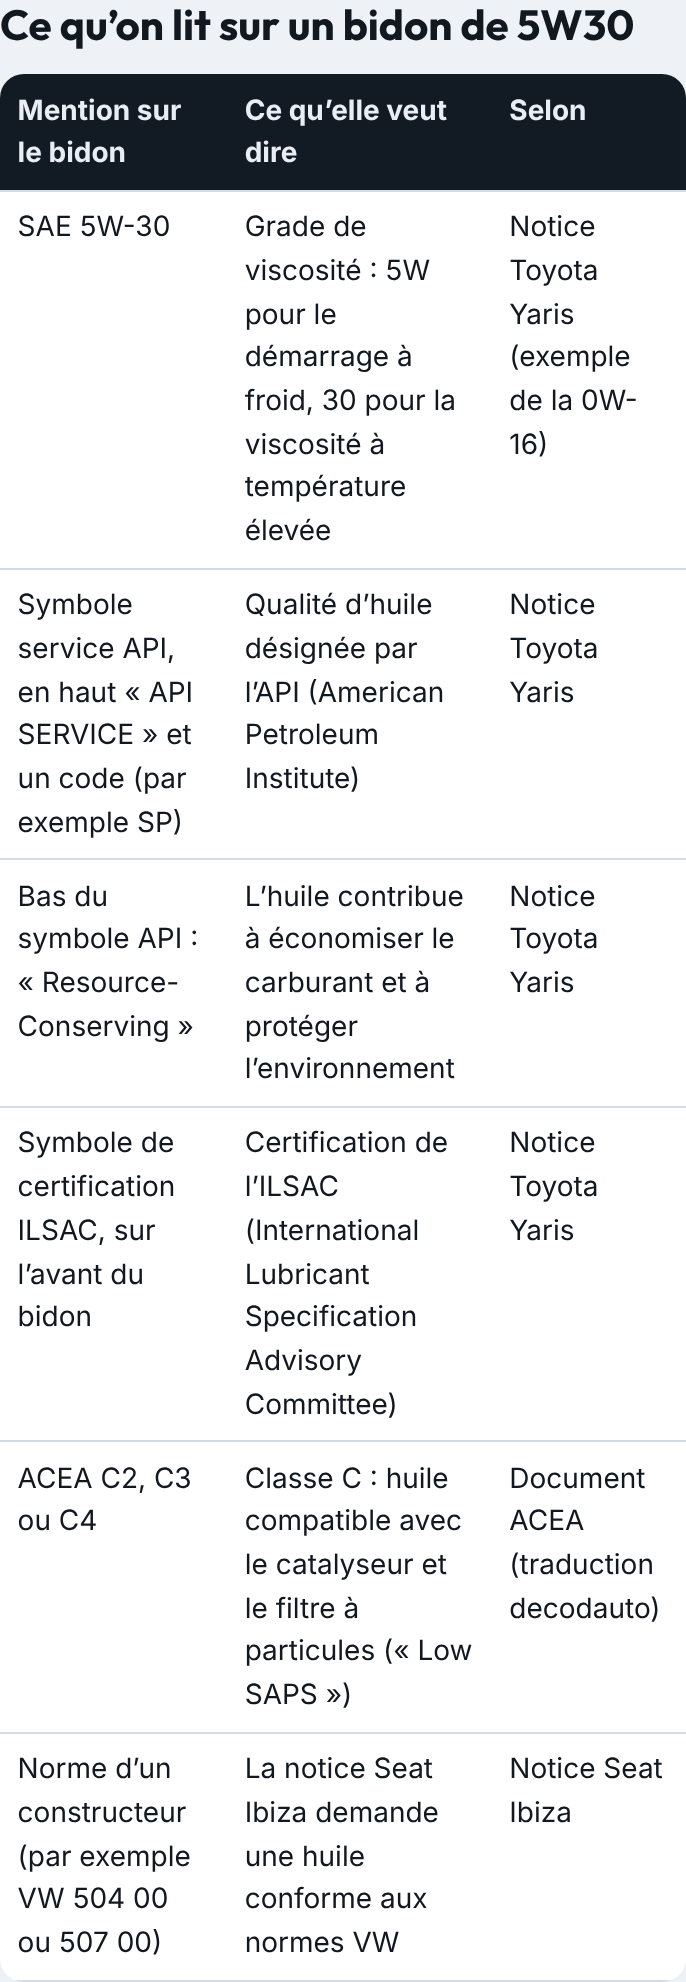 Ce qu’on lit sur un bidon de 5W30
Mention sur
le bidon
Ce qu’elle veut
dire
Selon
SAE 5W-30
Grade de
viscosité : 5W
pour le
démarrage à
froid, 30 pour la
viscosité à
température
élevée
Notice
Toyota
Yaris
(exemple
de la 0W-
16)
Symbole
service API,
en haut « API
SERVICE » et
un code (par
exemple SP)
Qualité d’huile
désignée par
l’API (American
Petroleum
Institute)
Notice
Toyota
Yaris
Bas du
symbole API :
« Resource-
Conserving »
L’huile contribue
à économiser le
carburant et à
protéger
l’environnement
Notice
Toyota
Yaris
Symbole de
certification
ILSAC, sur
l’avant du
bidon
Certification de
l’ILSAC
(International
Lubricant
Specification
Advisory
Committee)
Notice
Toyota
Yaris
ACEA C2, C3
ou C4
Classe C : huile
compatible avec
le catalyseur et
le filtre à
particules (« Low
SAPS »)
Document
ACEA
(traduction
decodauto)
Norme d’un
constructeur
(par exemple
VW 504 00
ou 507 00)
La notice Seat
Ibiza demande
une huile
conforme aux
normes VW
Notice Seat
Ibiza